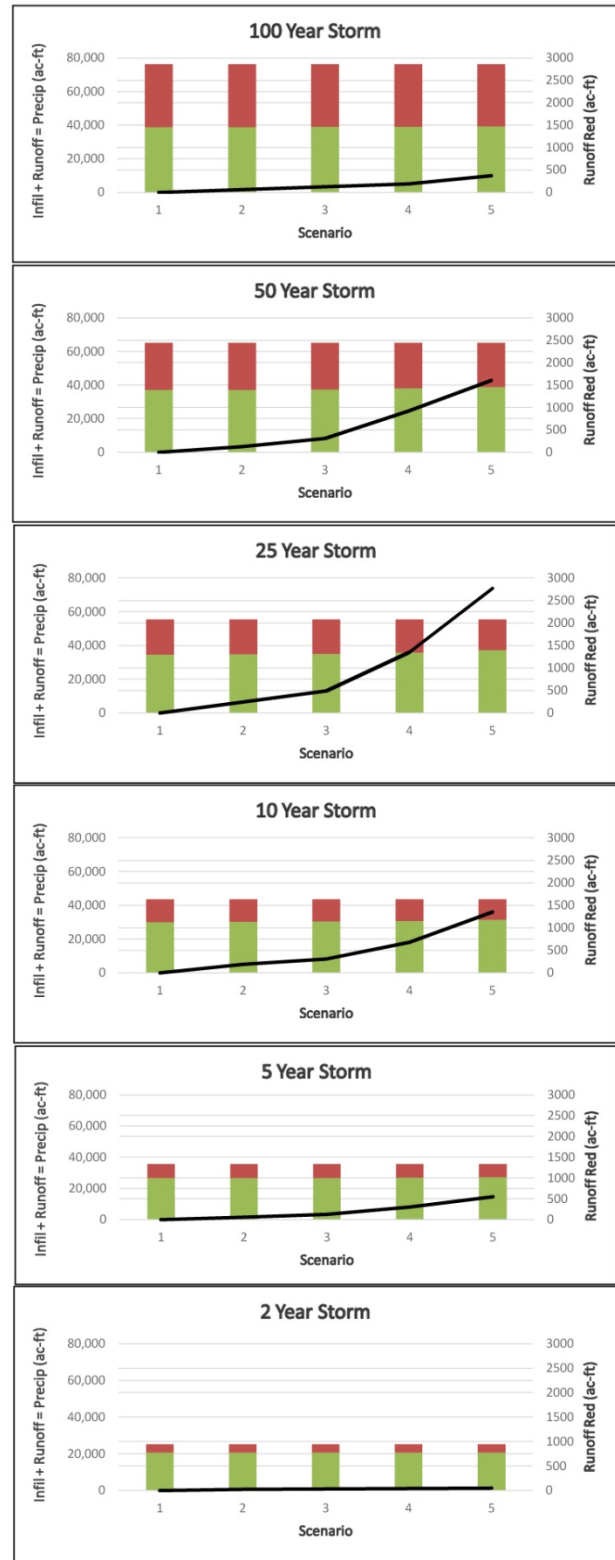 100 Year Storm
Infil + Runoff = Precip (ac-ft)
80,000
60,000
40,000
20,000
0
3000
2500
2000
1500
1000
500
0
Runoff Red (ac-ft)
1 2 3 4 5
Scenario
50 Year Storm
Infil + Runoff = Precip (ac-ft)
80,000
60,000
40,000
20,000
0
3000
2500
2000
1500
1000
500
0
Runoff Red (ac-ft)
1 2 3 4 5
Scenario
25 Year Storm
Infil + Runoff = Precip (ac-ft)
80,000
60,000
40,000
20,000
0
3000
2500
2000
1500
1000
500
0
Runoff Red (ac-ft)
1 2 3 4 5
Scenario
10 Year Storm
Infil + Runoff = Precip (ac-ft)
80,000
60,000
40,000
20,000
0
3000
2500
2000
1500
1000
500
0
Runoff Red (ac-ft)
1 2 3 4 5
Scenario
5 Year Storm
Infil + Runoff = Precip (ac-ft)
80,000
60,000
40,000
20,000
0
3000
2500
2000
1500
1000
500
0
Runoff Red (ac-ft)
1 2 3 4 5
Scenario
2 Year Storm
Infil + Runoff = Precip (ac-ft)
80,000
60,000
40,000
20,000
0
3000
2500
2000
1500
1000
500
0
Runoff Red (ac-ft)
1 2 3 4 5
Scenario